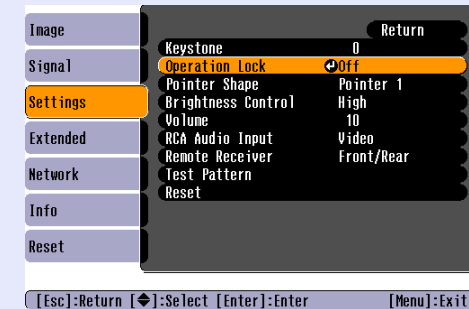 Image
Signal
Settings
Extended
Network
Info
Reset
Return
Keystone 0
Operation Lock Off
Pointer Shape Pointer 1
Brightness Control High
Volume 10
RCA Audio Input Video
Remote Receiver Front/Rear
Test Pattern
Reset
[Esc]:Return [◆]:Select [Enter]:Enter [Menu]:Exit